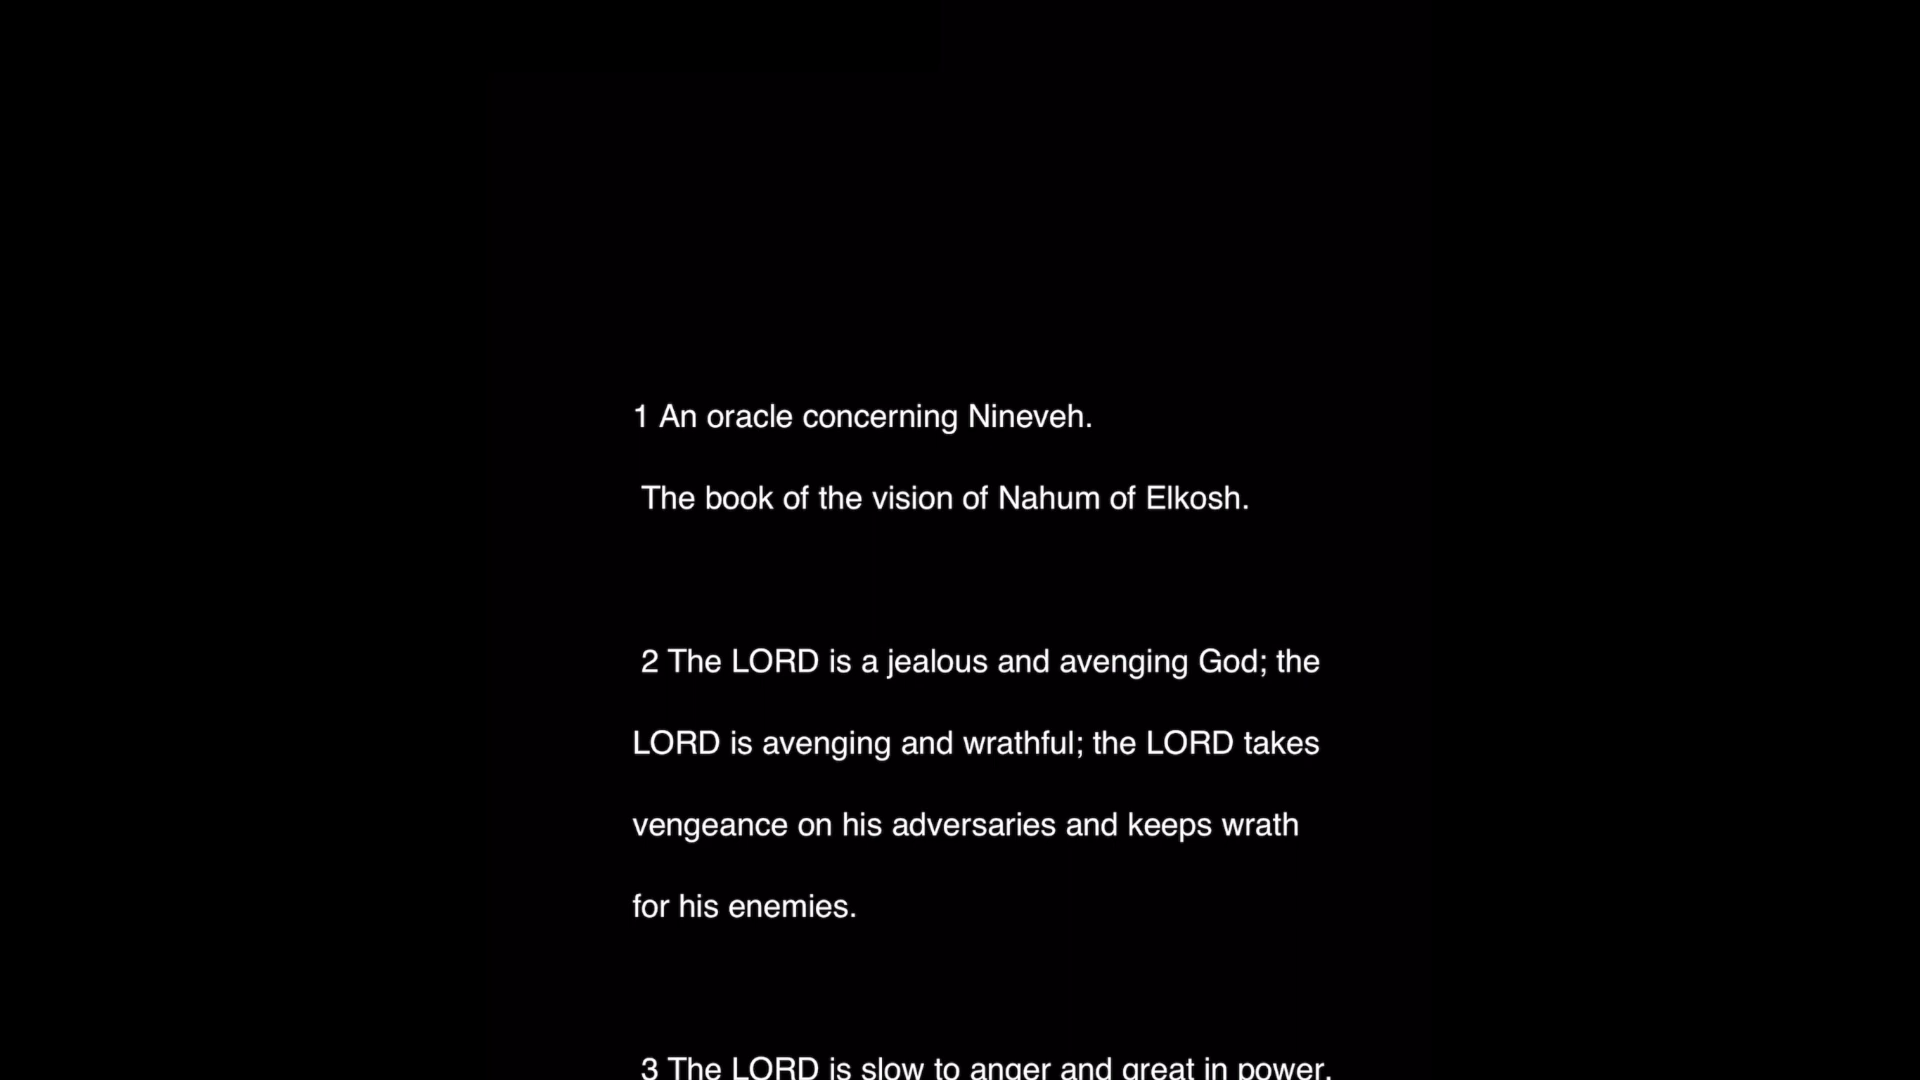 1 An oracle concerning Nineveh.
The book of the vision of Nahum of Elkosh.
2 The LORD is a jealous and avenging God; the
LORD is avenging and wrathful; the LORD takes
vengeance on his adversaries and keeps wrath
for his enemies.
3 The LORD is slow to anger and great in power,